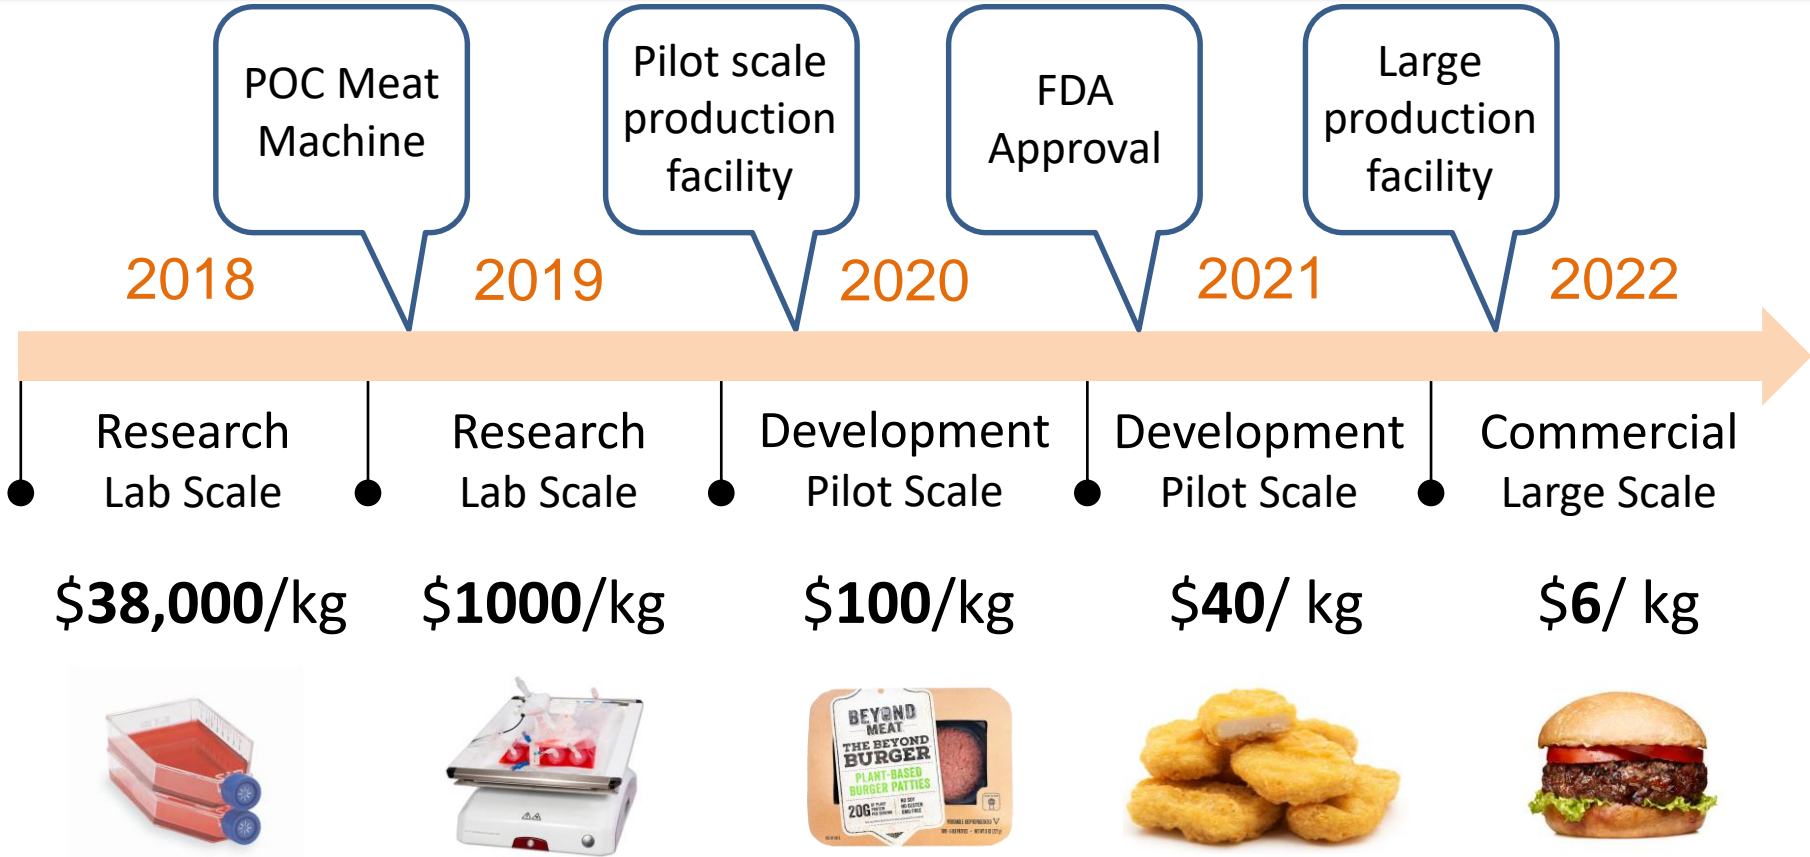 POC Meat
Machine
Pilot scale
production
facility
FDA
Approval
Large
production
facility
2018
2019
2020
2021
2022
Research
Lab Scale
Research
Lab Scale
Development
Pilot Scale
Development
Pilot Scale
Commercial
Large Scale
$38,000/kg
$1000/kg
$100/kg
$40/ kg
$6/ kg
BEYOND
MEAT
THE BEYOND
BURGER
PLANT-BASED
BURGER PATTIES
20G